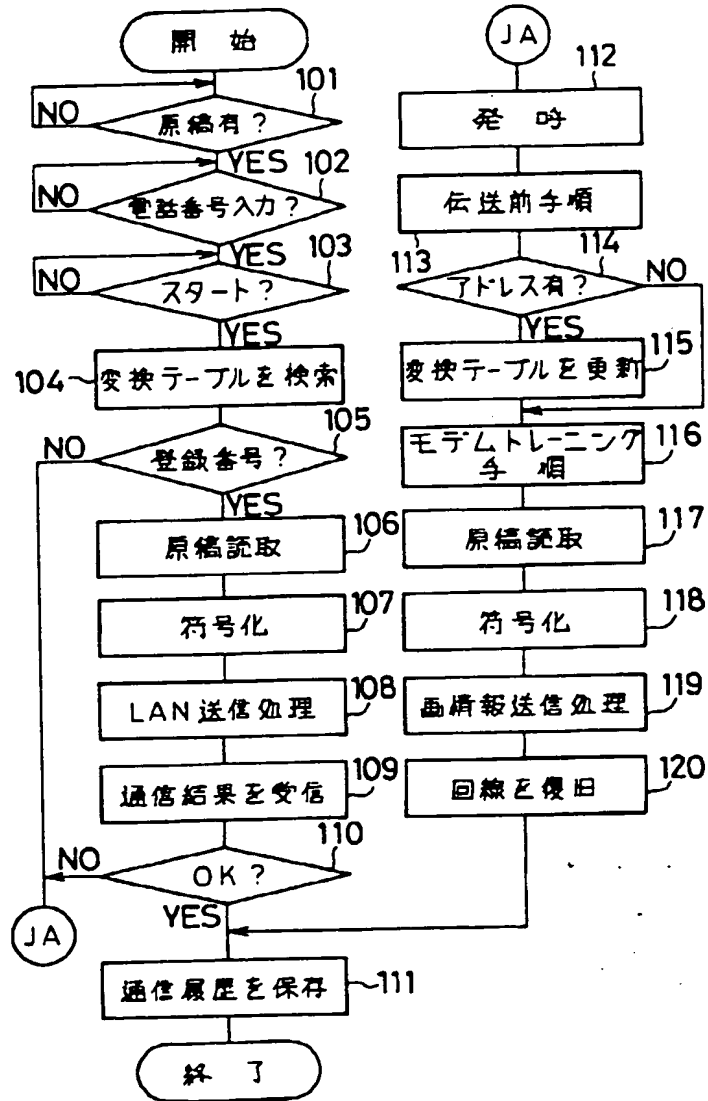 開始
101
原稿有？
NO
YES
102
電話番号入力？
NO
YES
103
スタート？
NO
YES
104
変換テーブルを検索
105
登録番号？
NO
YES
原稿読取
106
符号化
107
LAN送信処理
108
通信結果を受信
109
110
OK？
NO
YES
JA
通信履歴を保存
111
終了
JA
112
発呼
伝送前手順
113
114
アドレス有？
NO
YES
変換テーブルを更新
115
モデムトレーニング
手順
116
原稿読取
117
符号化
118
画情報送信処理
119
回線を復旧
120